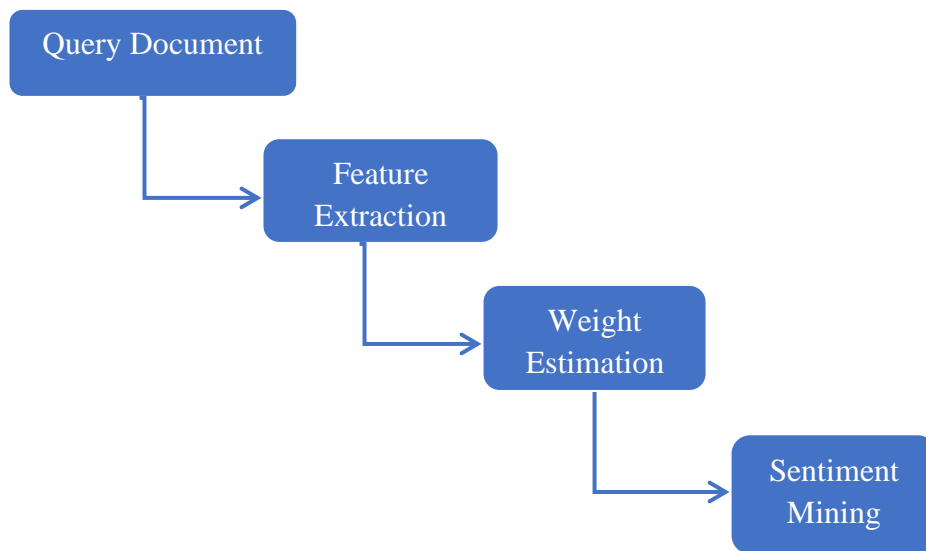 Query Document
Feature
Extraction
Weight
Estimation
Sentiment
Mining